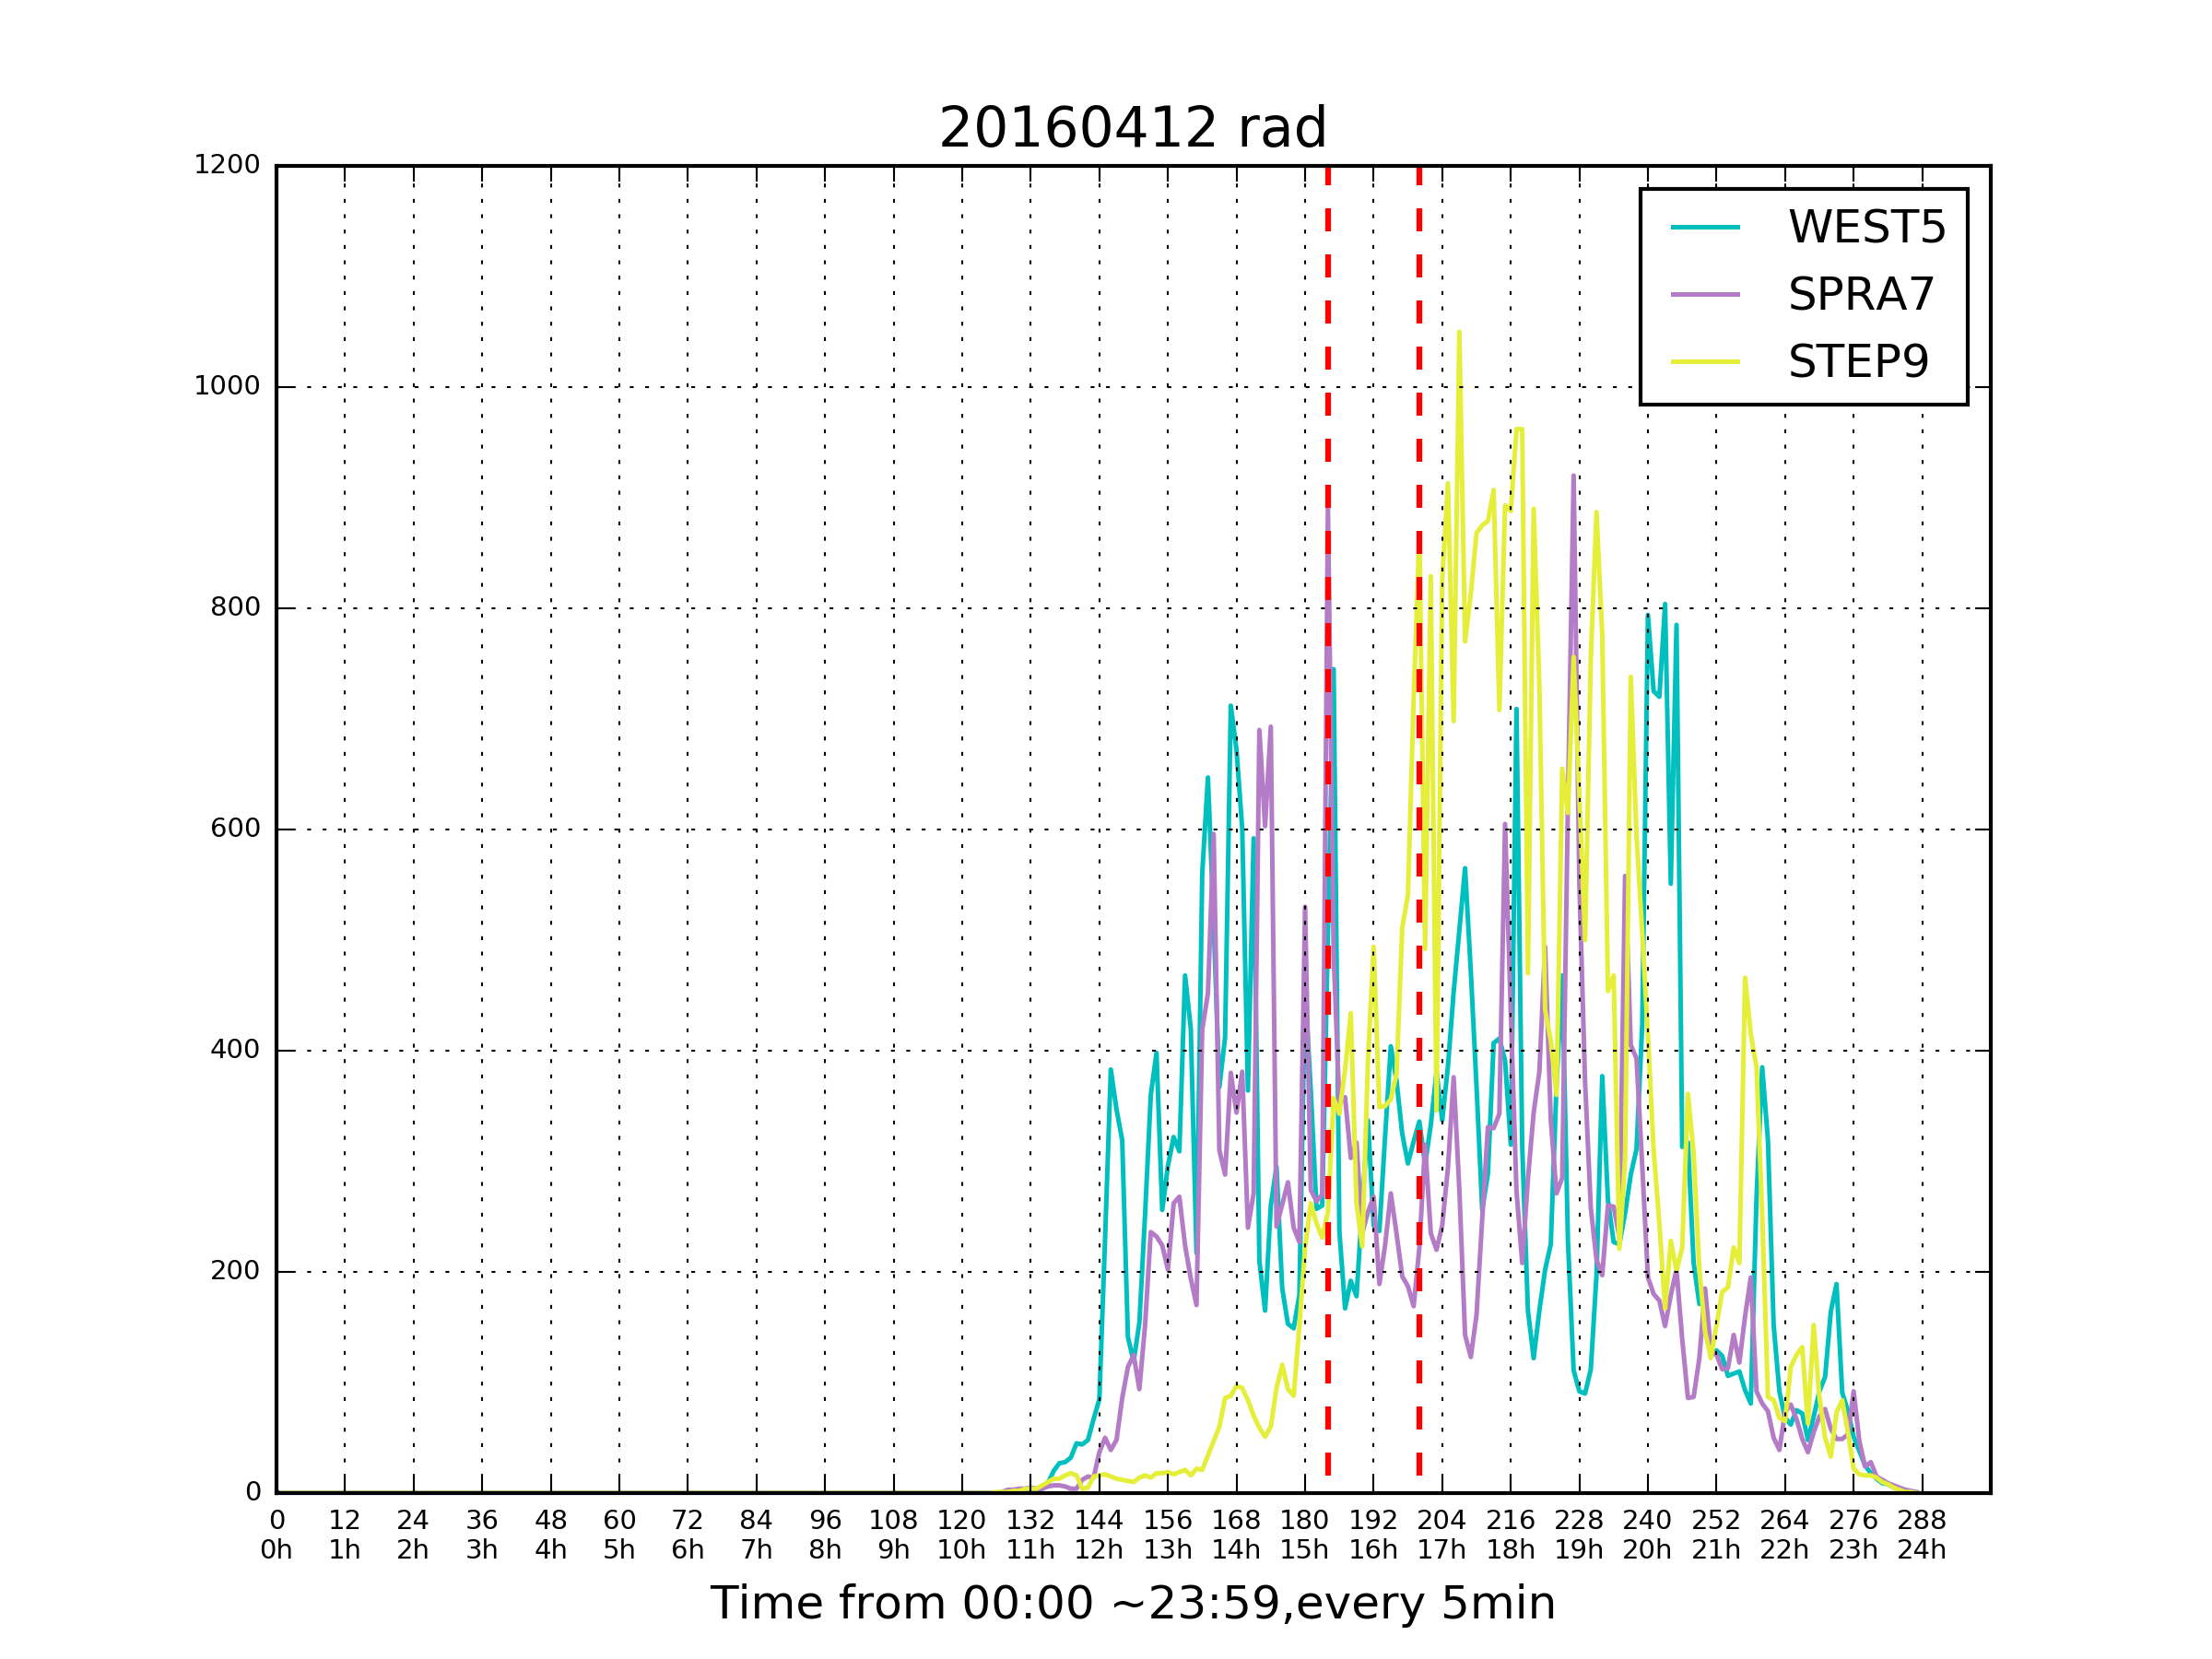 20160412 rad
1200
1000
800
600
400
200
0
WEST5
SPRA7
STEP9
0 12 24 36 48 60 72 84 96 108 120 132 144 156 168 180 192 204 216 228 240 252 264 276 288
0h 1h 2h 3h 4h 5h 6h 7h 8h 9h 10h 11h 12h 13h 14h 15h 16h 17h 18h 19h 20h 21h 22h 23h 24h
Time from 00:00 ~23:59,every 5min